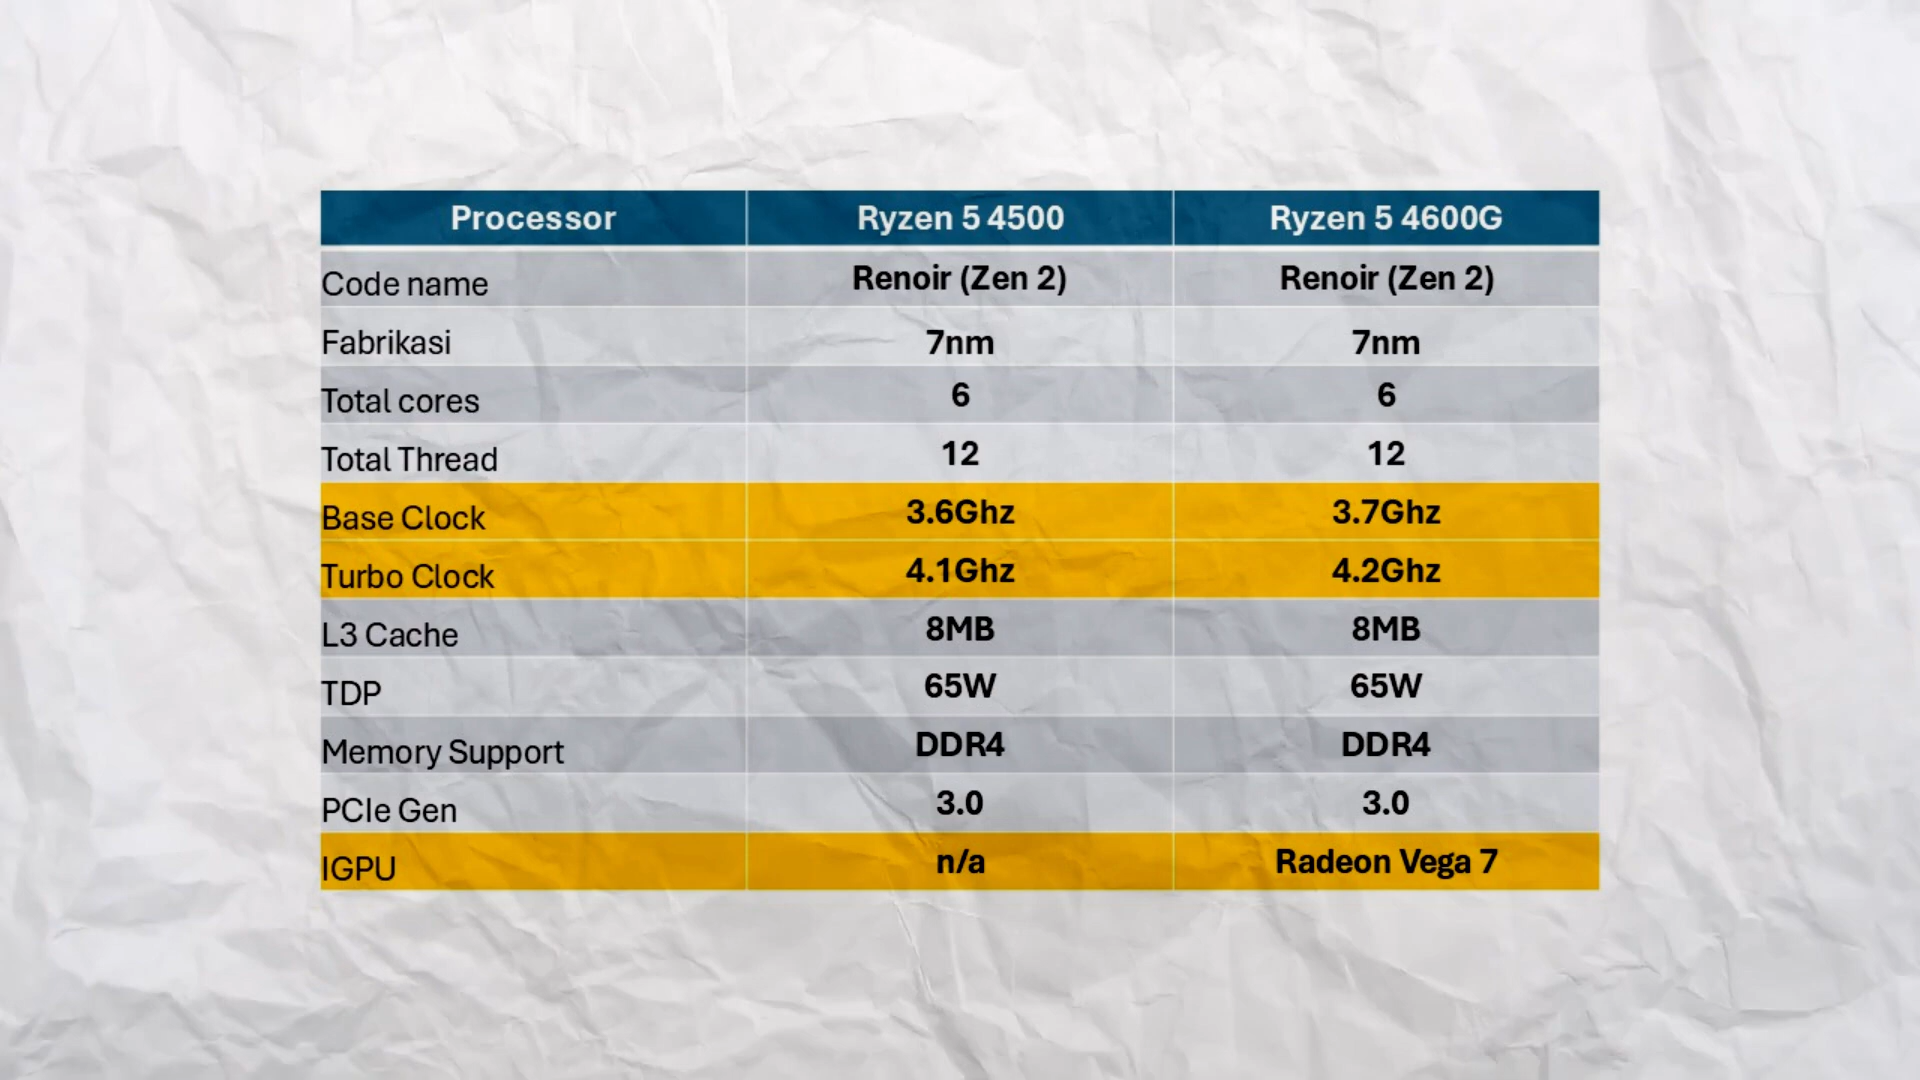 Processor Ryzen 5 4500 Ryzen 5 4600G
Code name Renoir (Zen 2) Renoir (Zen 2)
Fabrikasi 7nm 7nm
Total cores 6 6
Total Thread 12 12
Base Clock 3.6Ghz 3.7Ghz
Turbo Clock 4.1Ghz 4.2Ghz
L3 Cache 8MB 8MB
TDP 65W 65W
Memory Support DDR4 DDR4
PCIe Gen 3.0 3.0
IGPU n/a Radeon Vega 7